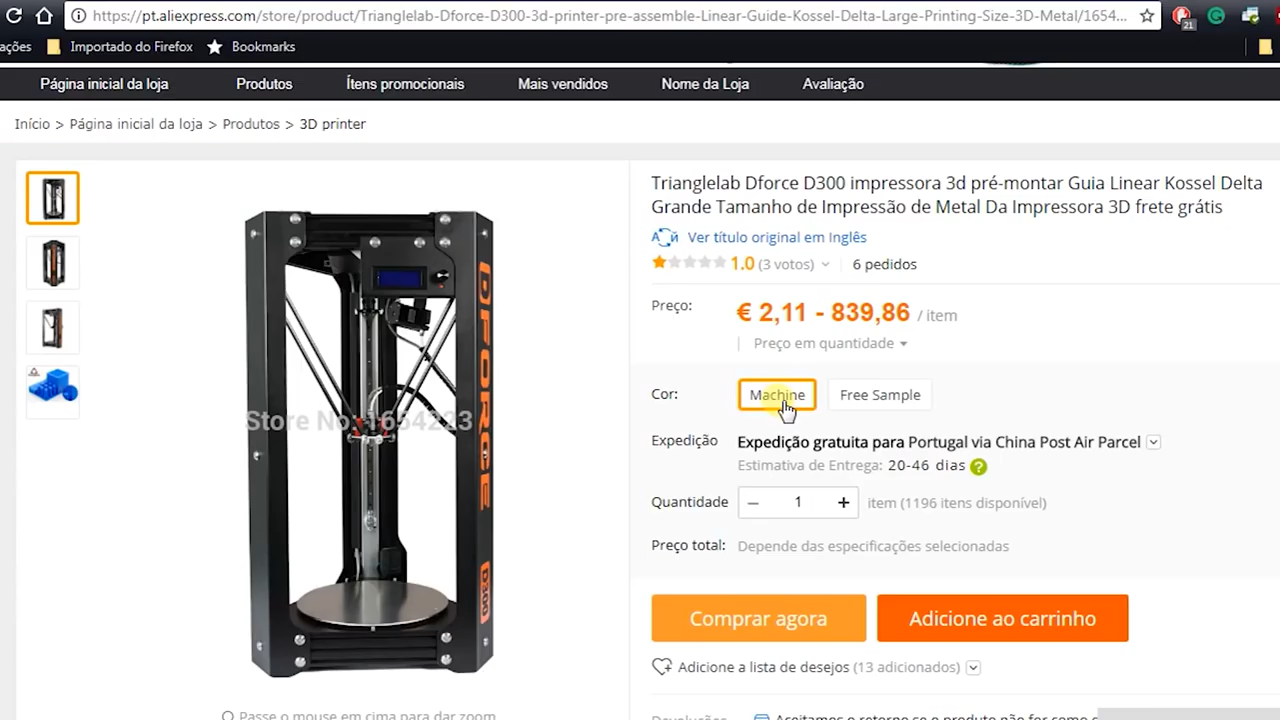 https://pt.aliexpress.com/store/product/Trianglelab-Dforce-D300-3d-printer-pre-assemble-Linear-Guide-Kossel-Delta-Large-Printing-Size-3D-Metal/1654...
21
ações
Importado do Firefox
Bookmarks
Página inicial da loja
Produtos
Ítens promocionais
Mais vendidos
Nome da Loja
Avaliação
Início > Página inicial da loja > Produtos > 3D printer
Trianglelab Dforce D300 impressora 3d pré-montar Guia Linear Kossel Delta
Grande Tamanho de Impressão de Metal Da Impressora 3D frete grátis
Ver título original em Inglês
1.0 (3 votos) 6 pedidos
Preço: € 2,11 - 839,86 / item
Preço em quantidade
Cor: Machine Free Sample
Expedição Expedição gratuita para Portugal via China Post Air Parcel
Estimativa de Entrega: 20-46 dias ?
Quantidade – 1 + item (1196 itens disponível)
Preço total: Depende das especificações selecionadas
Comprar agora
Adicione ao carrinho
Adicione a lista de desejos (13 adicionados)
DFORCE
D300
Store No: 1654223
Passe o mouse em cima para dar zoom